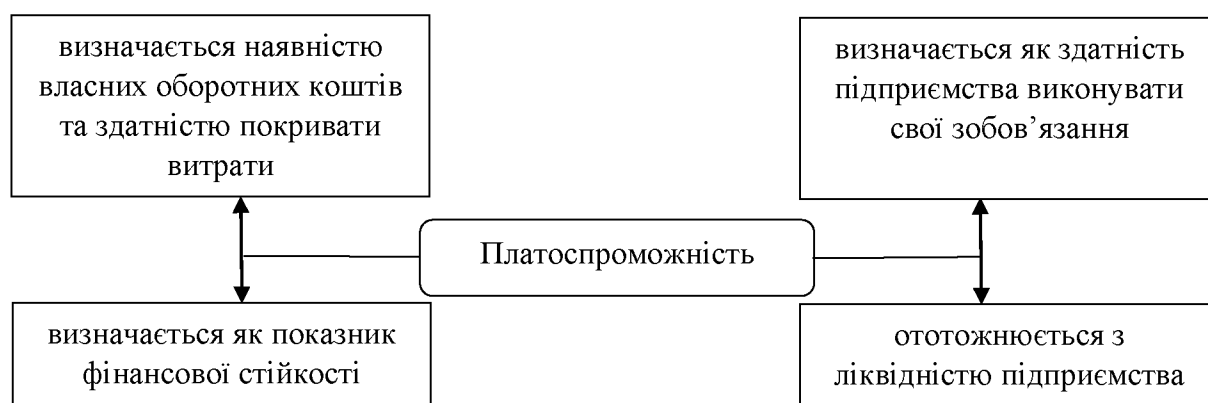 визначається наявністю
власних оборотних коштів
та здатністю покривати
витрати
визначається як здатність
підприємства виконувати
свої зобов’язання
Платоспроможність
визначається як показник
фінансової стійкості
ототожнюється з
ліквідністю підприємства